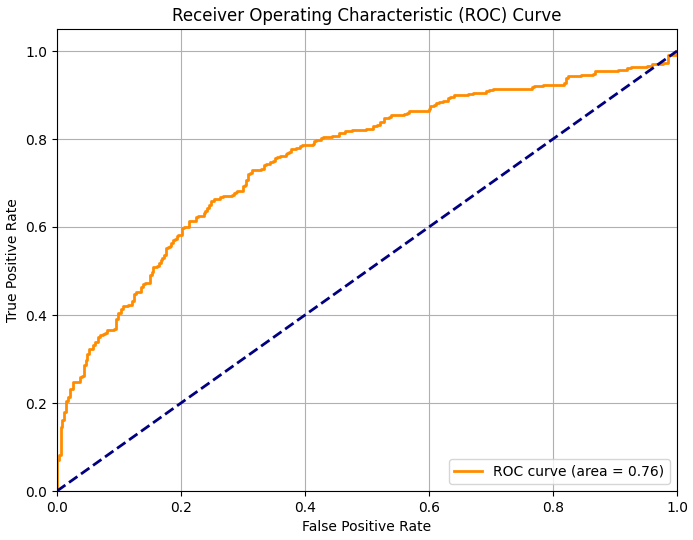 Receiver Operating Characteristic (ROC) Curve
1.0
0.8
0.6
0.4
0.2
0.0
True Positive Rate
ROC curve (area = 0.76)
0.0 0.2 0.4 0.6 0.8 1.0
False Positive Rate